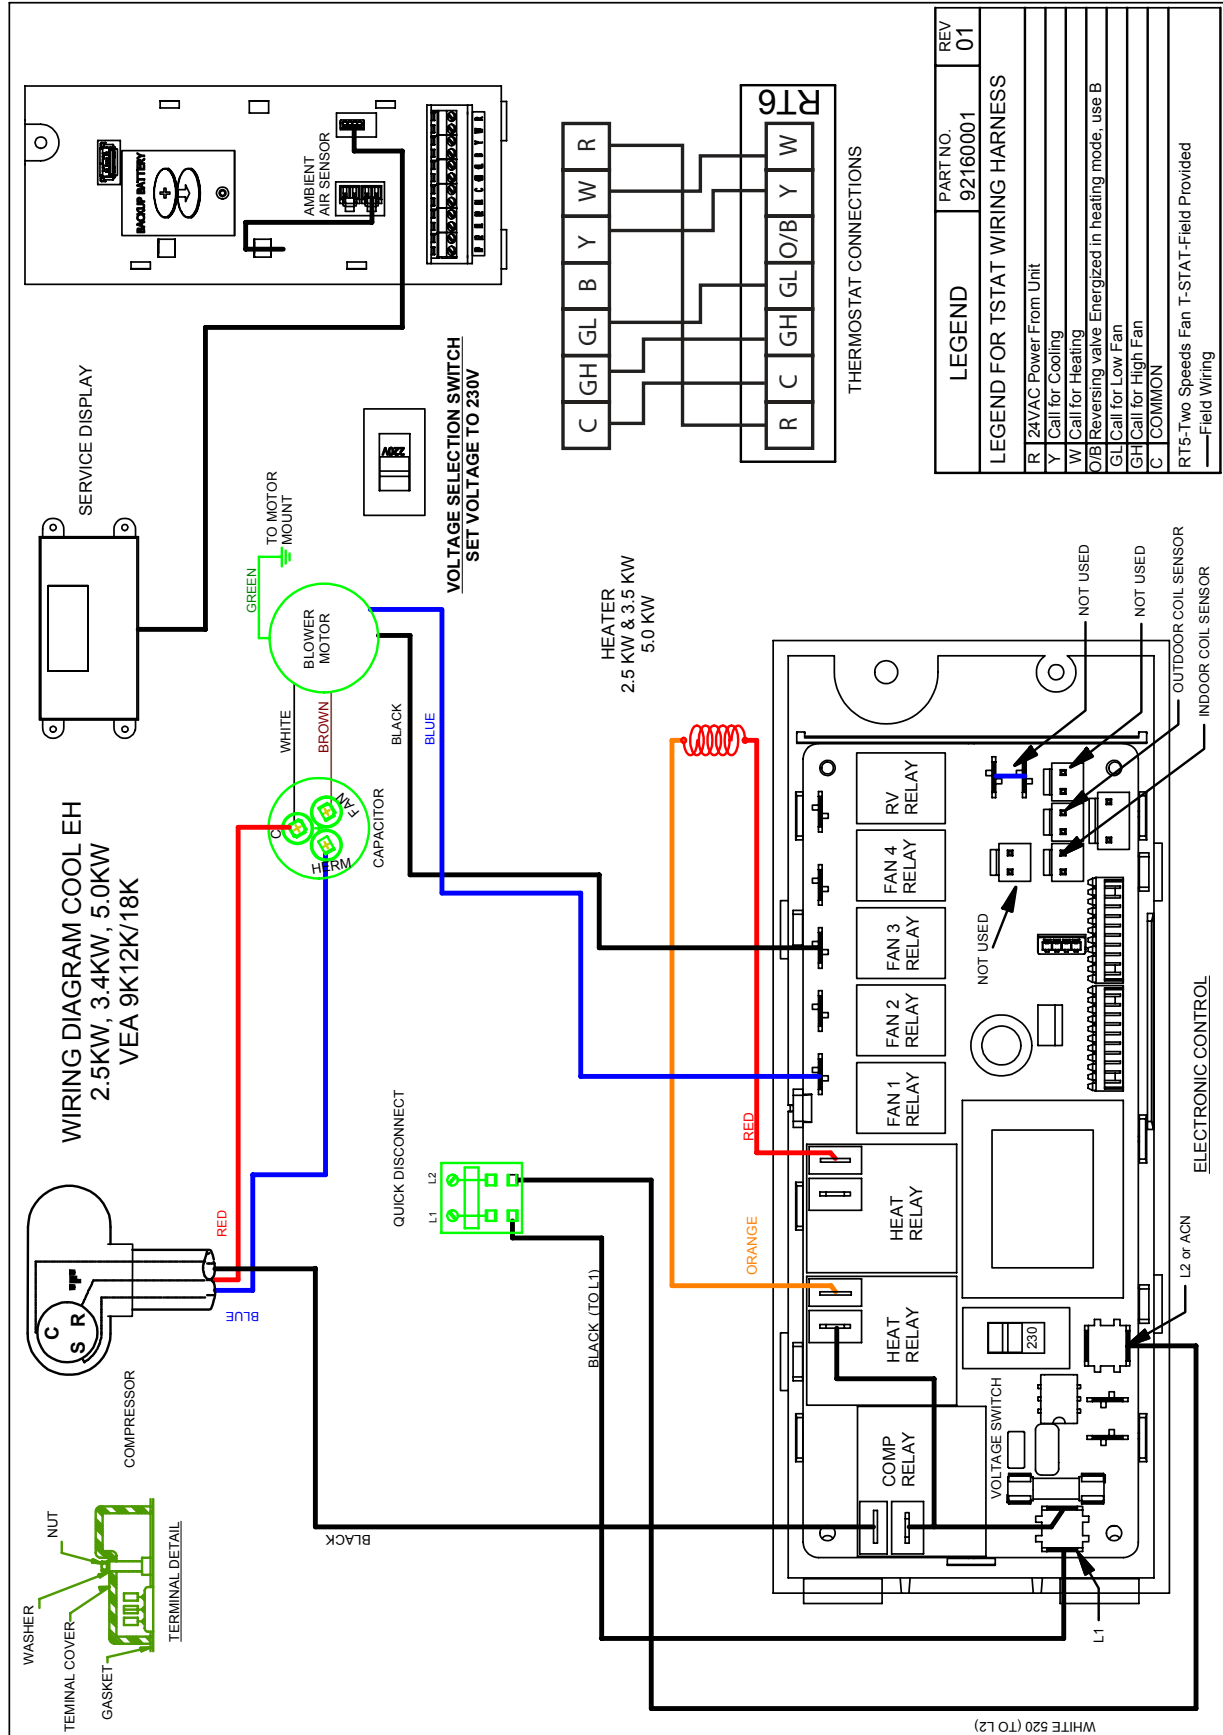 WIRING DIAGRAM COOL EH
2.5KW, 3.4KW, 5.0KW
VEA 9K12K/18K
WASHER
NUT
TEMINAL COVER
GASKET
TERMINAL DETAIL
COMPRESSOR
C
S R
RED
BLUE
BLACK
QUICK DISCONNECT
L1
L2
BLACK (TO L1)
WHITE 520 (TO L2)
CAPACITOR
C
FAN
HERM
WHITE
BROWN
BLOWER
MOTOR
GREEN
TO MOTOR
MOUNT
BLACK
BLUE
SERVICE DISPLAY
BACKUP BATTERY
+
AMBIENT
AIR SENSOR
VOLTAGE SELECTION SWITCH
SET VOLTAGE TO 230V
220V
HEATER
2.5 KW & 3.5 KW
5.0 KW
ORANGE
RED
COMP
RELAY
HEAT
RELAY
HEAT
RELAY
FAN 1
RELAY
FAN 2
RELAY
FAN 3
RELAY
FAN 4
RELAY
RV
RELAY
VOLTAGE SWITCH
230
L1
L2 or ACN
NOT USED
NOT USED
NOT USED
OUTDOOR COIL SENSOR
INDOOR COIL SENSOR
ELECTRONIC CONTROL
C GH GL B Y W R
R C GH GL O/B Y W
RT6
THERMOSTAT CONNECTIONS
LEGEND
PART NO.
92160001
REV
01
LEGEND FOR TSTAT WIRING HARNESS
R 24VAC Power From Unit
Y Call for Cooling
W Call for Heating
O/B Reversing valve Energized in heating mode, use B
GL Call for Low Fan
GH Call for High Fan
C COMMON
RT5-Two Speeds Fan T-STAT-Field Provided
Field Wiring